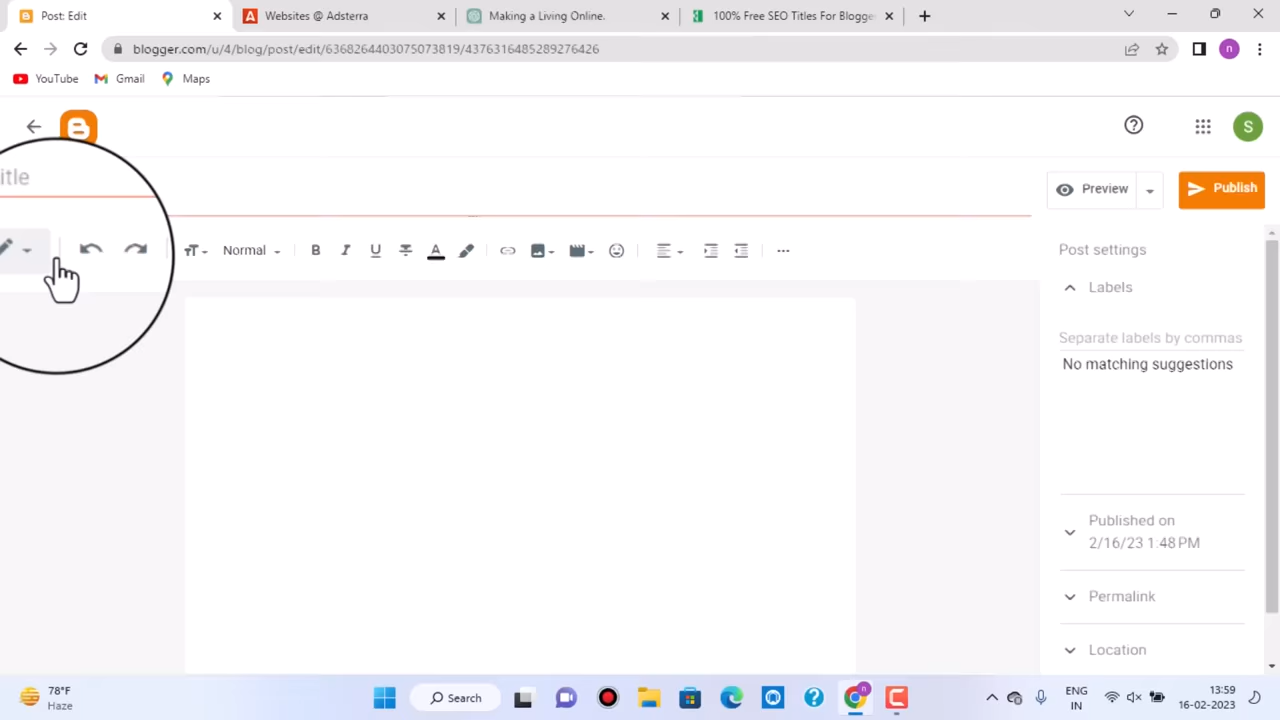 Post: Edit
Websites @ Adsterra
Making a Living Online.
100% Free SEO Titles For Blogge
blogger.com/u/4/blog/post/edit/6368264403075073819/4376316485289276426
n
YouTube
Gmail
Maps
S
itle
Preview
Publish
Normal
B
I
U
A
Post settings
Labels
Separate labels by commas
No matching suggestions
Published on
2/16/23 1:48 PM
Permalink
Location
78°F
Haze
Search
ENG
IN
13:59
16-02-2023